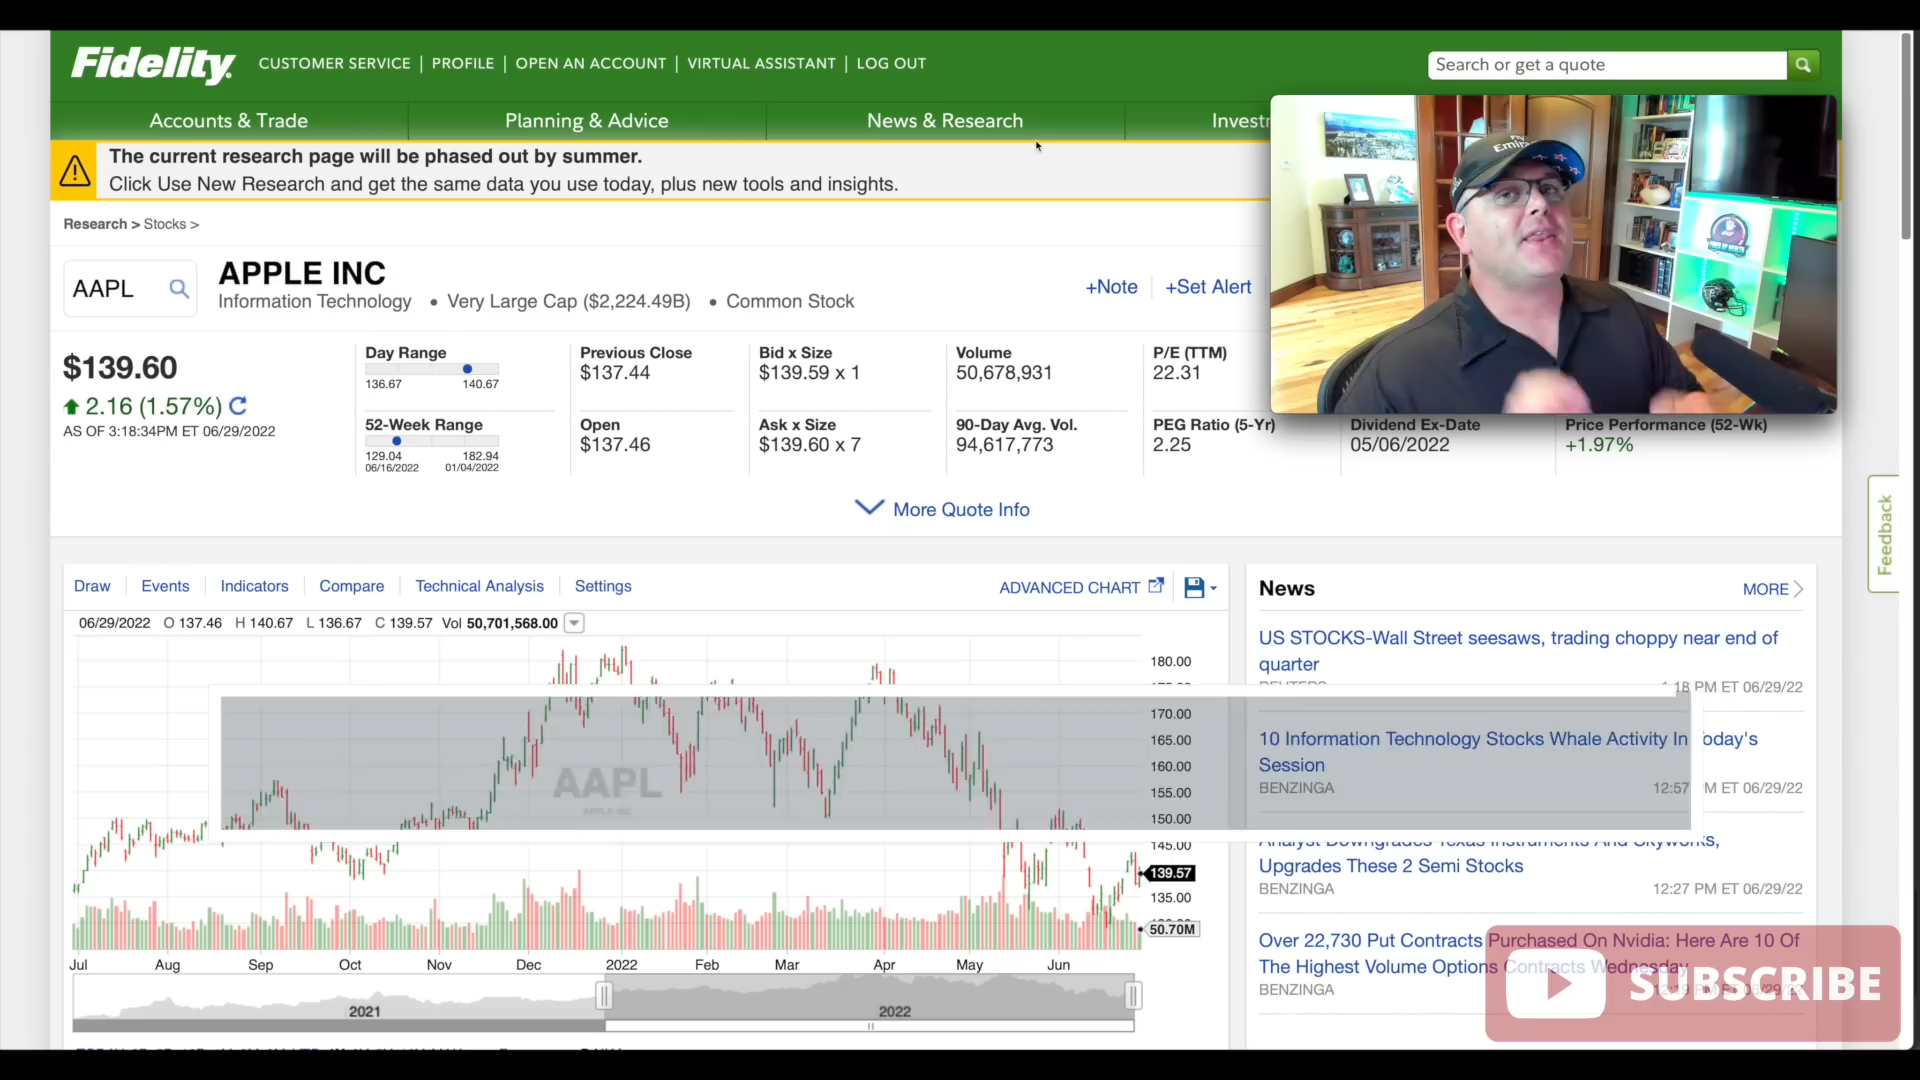 Fidelity
CUSTOMER SERVICE | PROFILE | OPEN AN ACCOUNT | VIRTUAL ASSISTANT | LOG OUT
Search or get a quote
Accounts & Trade
Planning & Advice
News & Research
Invest
The current research page will be phased out by summer.
Click Use New Research and get the same data you use today, plus new tools and insights.
Research > Stocks >
AAPL
APPLE INC
Information Technology • Very Large Cap ($2,224.49B) • Common Stock
+Note
+Set Alert
$139.60
2.16 (1.57%)
AS OF 3:18:34PM ET 06/29/2022
Day Range
136.67 140.67
52-Week Range
129.04 182.94
06/16/2022 01/04/2022
Previous Close
$137.44
Open
$137.46
Bid x Size
$139.59 x 1
Ask x Size
$139.60 x 7
Volume
50,678,931
90-Day Avg. Vol.
94,617,773
P/E (TTM)
22.31
PEG Ratio (5-Yr)
2.25
Dividend Ex-Date
05/06/2022
Price Performance (52-Wk)
+1.97%
Emirates
More Quote Info
Feedback
Draw Events Indicators Compare Technical Analysis Settings
ADVANCED CHART
06/29/2022 O 137.46 H 140.67 L 136.67 C 139.57 Vol 50,701,568.00
180.00
170.00
165.00
160.00
155.00
150.00
145.00
139.57
135.00
50.70M
AAPL
APPLE INC
Jul Aug Sep Oct Nov Dec 2022 Feb Mar Apr May Jun
2021 2022
News
MORE
US STOCKS-Wall Street seesaws, trading choppy near end of
quarter
REUTERS 1:18 PM ET 06/29/22
10 Information Technology Stocks Whale Activity In Today's
Session
BENZINGA 12:57 PM ET 06/29/22
Analyst Downgrades Texas Instruments And Skyworks,
Upgrades These 2 Semi Stocks
BENZINGA 12:27 PM ET 06/29/22
Over 22,730 Put Contracts Purchased On Nvidia: Here Are 10 Of
The Highest Volume Options Contracts Wednesday
BENZINGA
SUBSCRIBE